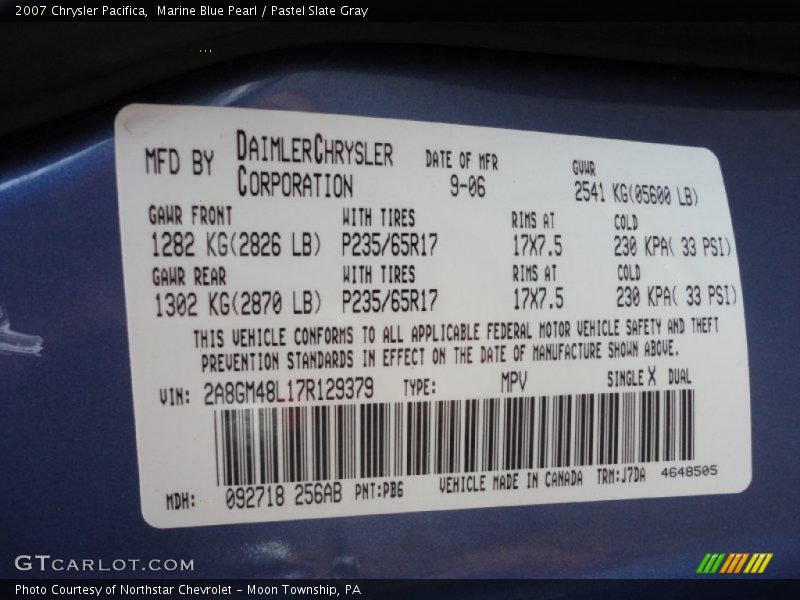 2007 Chrysler Pacifica,  Marine Blue Pearl / Pastel Slate Gray
MFD BY DAIMLERCHRYSLER CORPORATION DATE OF MFR 9-06 GVWR 2541 KG(05600 LB)
GAWR FRONT WITH TIRES RIMS AT COLD
1282 KG(2826 LB) P235/65R17 17X7.5 230 KPA( 33 PSI)
GAWR REAR WITH TIRES RIMS AT COLD
1302 KG(2870 LB) P235/65R17 17X7.5 230 KPA( 33 PSI)
THIS VEHICLE CONFORMS TO ALL APPLICABLE FEDERAL MOTOR VEHICLE SAFETY AND THEFT
PREVENTION STANDARDS IN EFFECT ON THE DATE OF MANUFACTURE SHOWN ABOVE.
VIN: 2A8GM48L17R129379 TYPE: MPV SINGLE X DUAL
MDH: 092718 256AB PNT:PB6 VEHICLE MADE IN CANADA TRM:J7DA 4648505
GTCARLOT.COM
Photo Courtesy of Northstar Chevrolet - Moon Township, PA